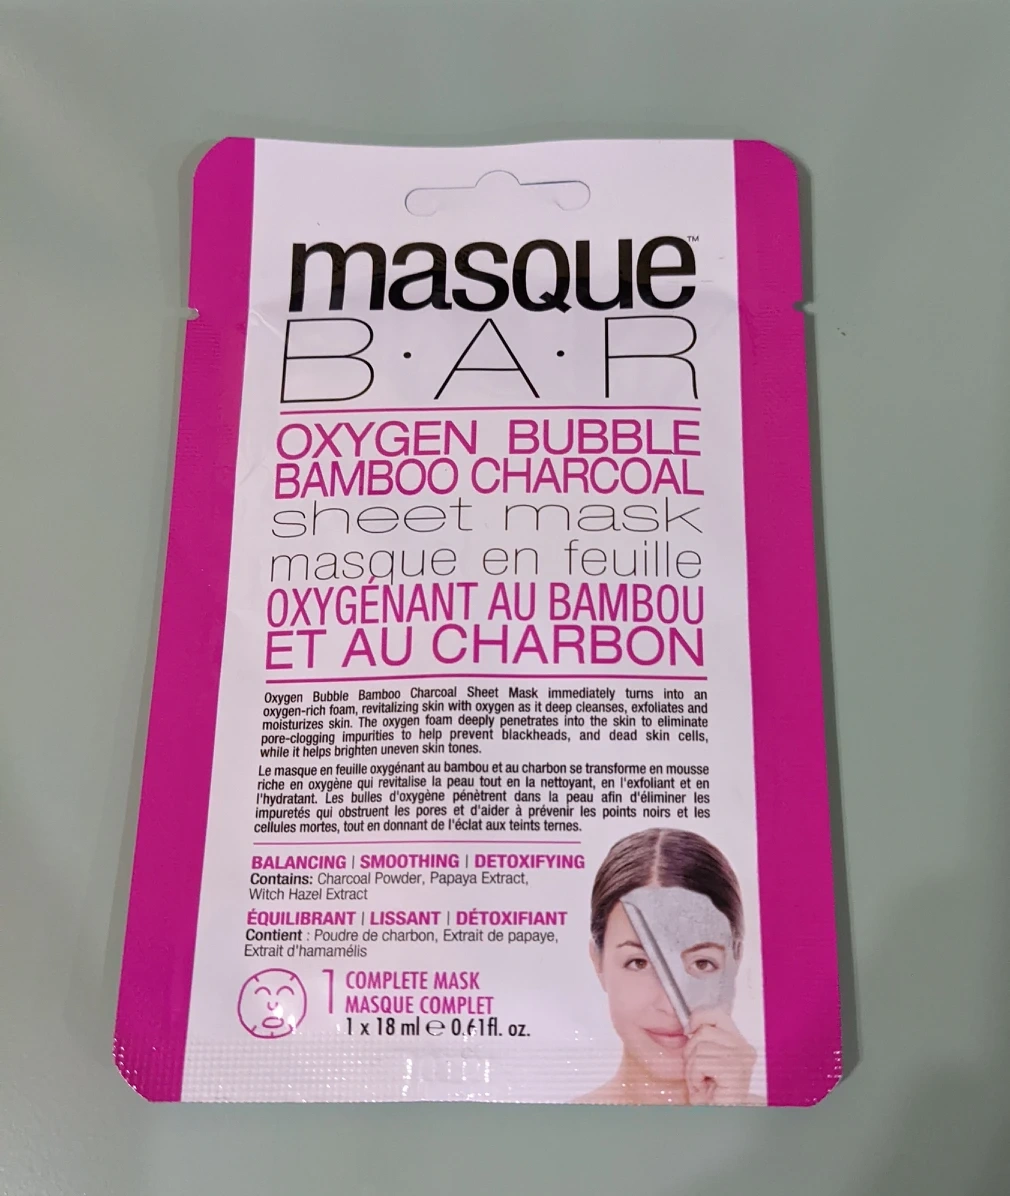 masque™
B·A·R
OXYGEN BUBBLE
BAMBOO CHARCOAL
sheet mask
masque en feuille
OXYGÉNANT AU BAMBOU
ET AU CHARBON
Oxygen Bubble Bamboo Charcoal Sheet Mask immediately turns into an
oxygen-rich foam, revitalizing skin with oxygen as it deep cleanses, exfoliates and
moisturizes skin. The oxygen foam deeply penetrates into the skin to eliminate
pore-clogging impurities to help prevent blackheads, and dead skin cells,
while it helps brighten uneven skin tones.
Le masque en feuille oxygénant au bambou et au charbon se transforme en mousse
riche en oxygène qui revitalise la peau tout en la nettoyant, en l'exfoliant et en
l'hydratant. Les bulles d'oxygène pénètrent dans la peau afin d'éliminer les
impuretés qui obstruent les pores et d'aider à prévenir les points noirs et les
cellules mortes, tout en donnant de l'éclat aux teints ternes.
BALANCING | SMOOTHING | DETOXIFYING
Contains: Charcoal Powder, Papaya Extract,
Witch Hazel Extract
ÉQUILIBRANT | LISSANT | DÉTOXIFIANT
Contient : Poudre de charbon, Extrait de papaye,
Extrait d'hamamélis
1 COMPLETE MASK
MASQUE COMPLET
1 x 18 ml e 0.61fl. oz.